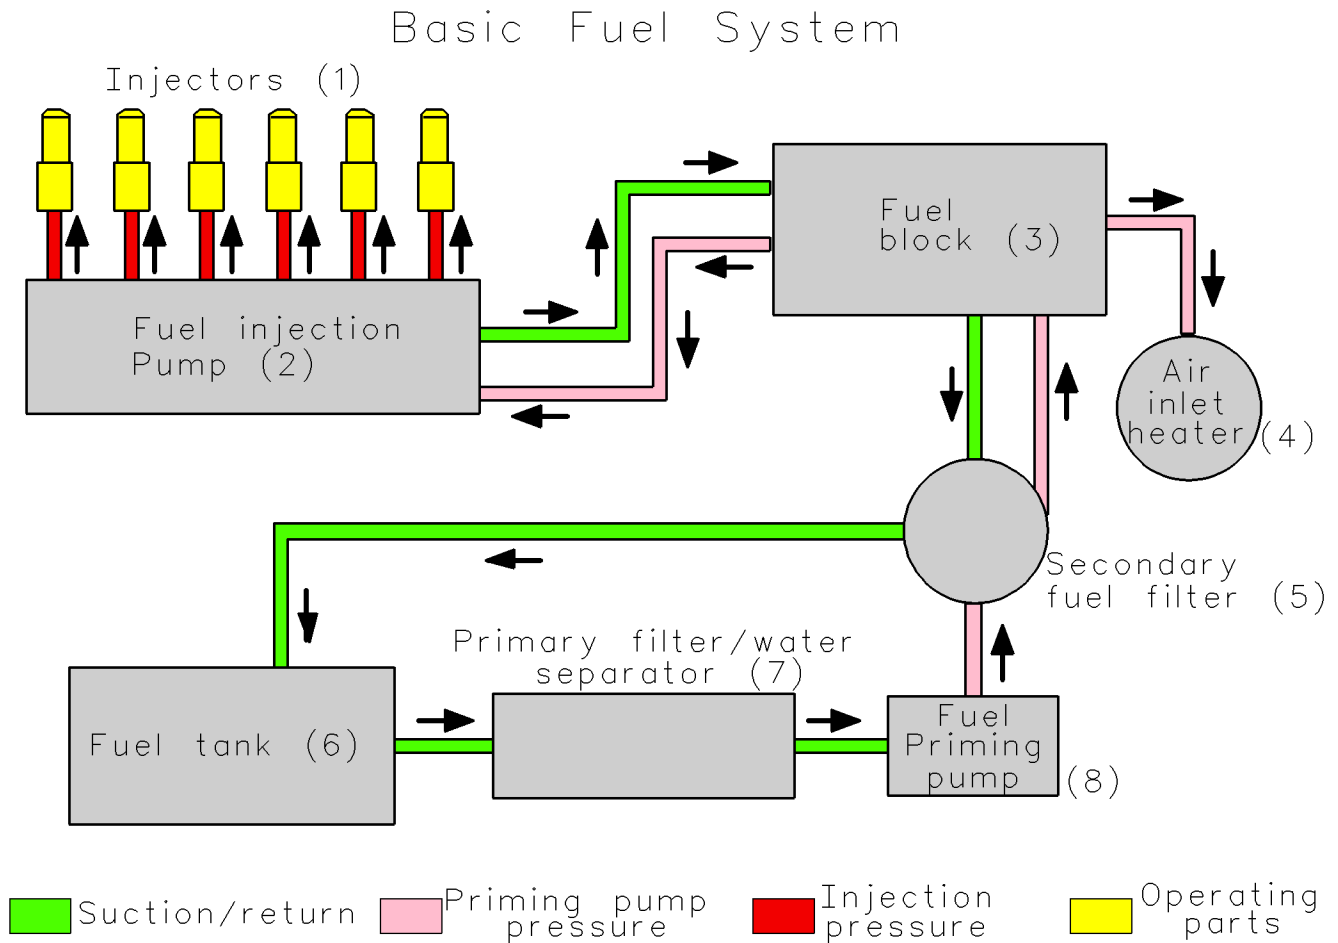 Basic Fuel System
Injectors (1)
Fuel
block (3)
Fuel injection
Pump (2)
Air
inlet
heater (4)
Secondary
fuel filter (5)
Primary filter/water
separator (7)
Fuel tank (6)
Fuel
Priming
pump (8)
Suction/return
Priming pump
pressure
Injection
pressure
Operating
parts